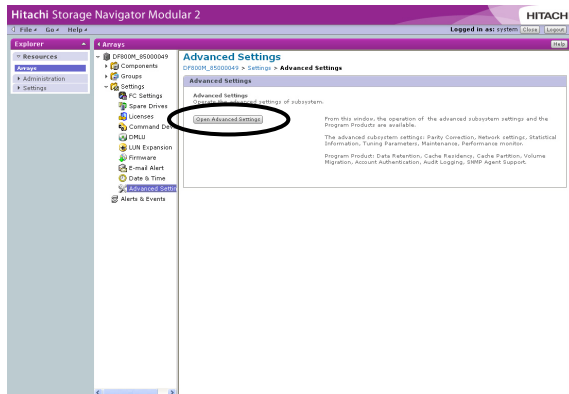 Hitachi Storage Navigator Modular 2
HITACH
File Go Help
Logged in as: system Close Logout
Explorer
Arrays
Help
Resources
Arrays
Administration
Settings
DF800M_85000049
Components
Groups
Settings
FC Settings
Spare Drives
Licenses
Command Dev
DMLU
LUN Expansion
Firmware
E-mail Alert
Date & Time
Advanced Settin
Alerts & Events
Advanced Settings
DF800M_85000049 > Settings > Advanced Settings
Advanced Settings
Advanced Settings
Operate the advanced settings of subsystem.
Open Advanced Settings
From this window, the operation of the advanced subsystem settings and the
Program Products are available.
The advanced subsystem settings: Parity Correction, Network settings, Statistical
Information, Tuning Parameters, Maintenance, Performance monitor.
Program Product: Data Retention, Cache Residency, Cache Partition, Volume
Migration, Account Authentication, Audit Logging, SNMP Agent Support.